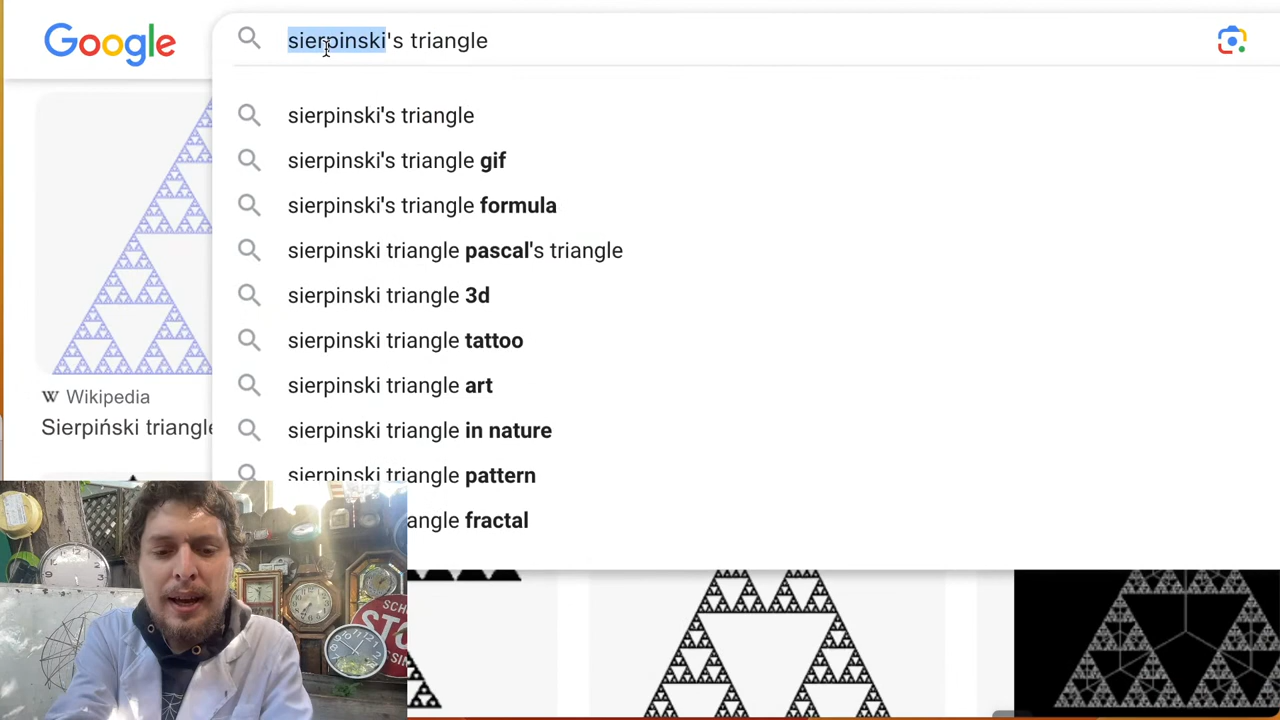 Google
sierpinski's triangle
sierpinski's triangle
sierpinski's triangle gif
sierpinski's triangle formula
sierpinski triangle pascal's triangle
sierpinski triangle 3d
sierpinski triangle tattoo
sierpinski triangle art
sierpinski triangle in nature
sierpinski triangle pattern
angle fractal
W Wikipedia
Sierpiński triangle
STO